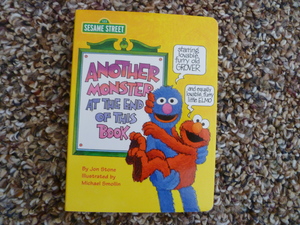 SESAME STREET
ANOTHER
MONSTER
AT THE END
OF THIS
BOOK
starring
lovable,
furry old
GROVER
and equally
lovable, furry
little ELMO
By Jon Stone
Illustrated by
Michael Smollin